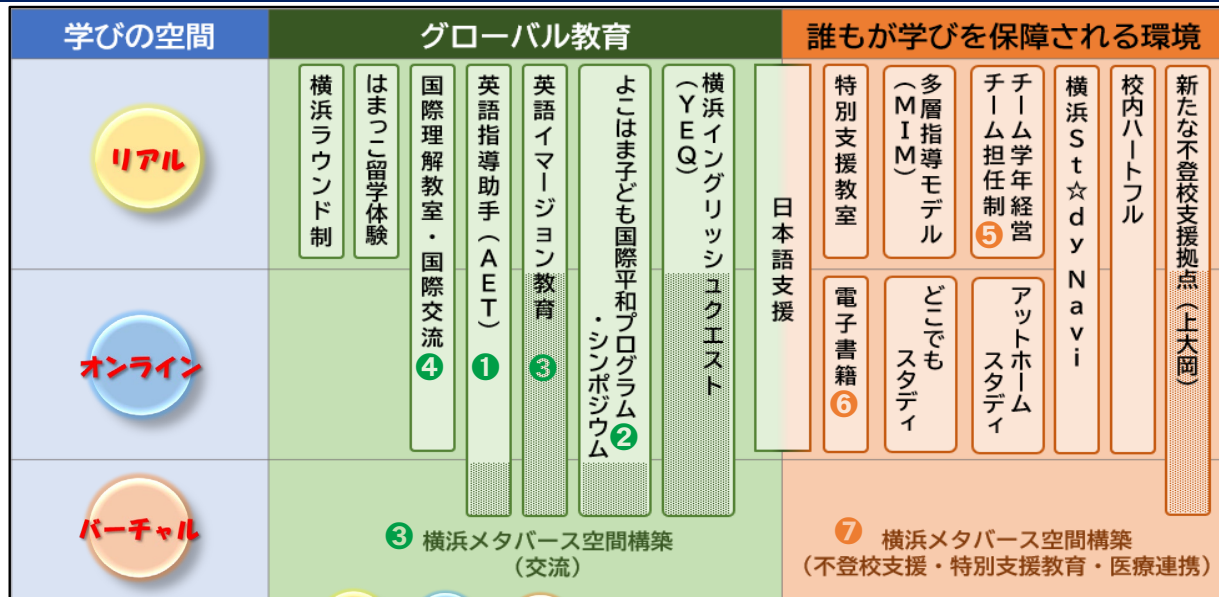 学びの空間
グローバル教育
誰もが学びを保障される環境
リアル
オンライン
バーチャル
横浜ラウンド制
はまっこ留学体験
国際理解教室・国際交流 ❹
英語指導助手(AET) ❶
英語イマージョン教育 ❸
よこはま子ども国際平和プログラム
・シンポジウム ❷
横浜イングリッシュクエスト
(YEQ)
日本語支援
特別支援教室
多層指導モデル
(MIM)
チーム学年経営
チーム担任制 ❺
横浜St☆dy Navi
校内ハートフル
新たな不登校支援拠点(上大岡)
電子書籍 ❻
どこでも
スタディ
アットホーム
スタディ
❸ 横浜メタバース空間構築
(交流)
❼ 横浜メタバース空間構築
(不登校支援・特別支援教育・医療連携)